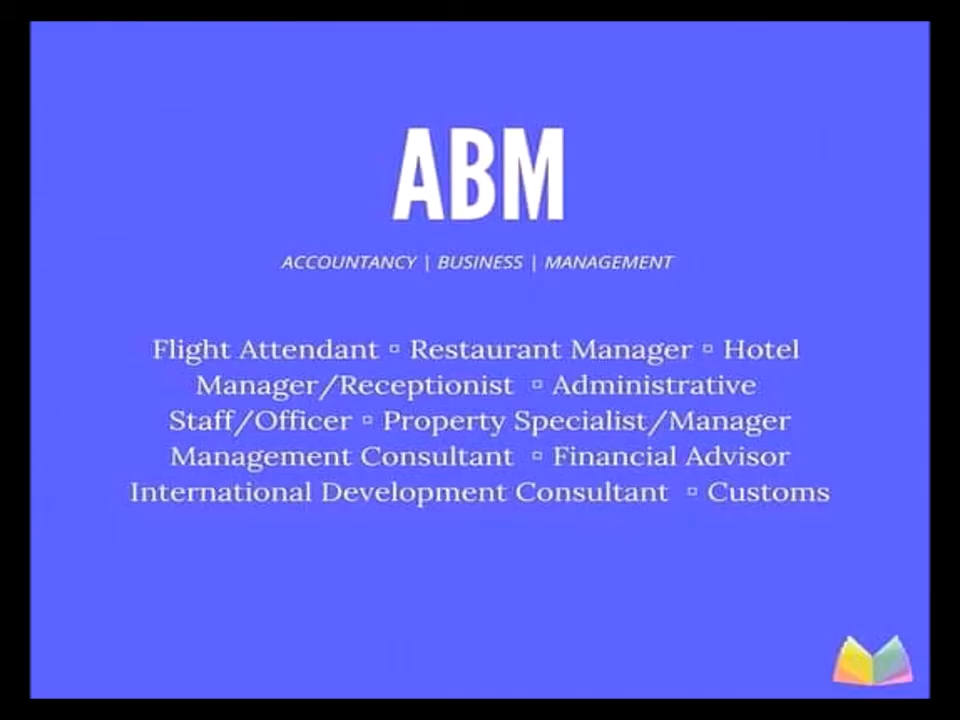 ABM
ACCOUNTANCY | BUSINESS | MANAGEMENT
Flight Attendant ▫ Restaurant Manager ▫ Hotel
Manager/Receptionist ▫ Administrative
Staff/Officer ▫ Property Specialist/Manager
Management Consultant ▫ Financial Advisor
International Development Consultant ▫ Customs